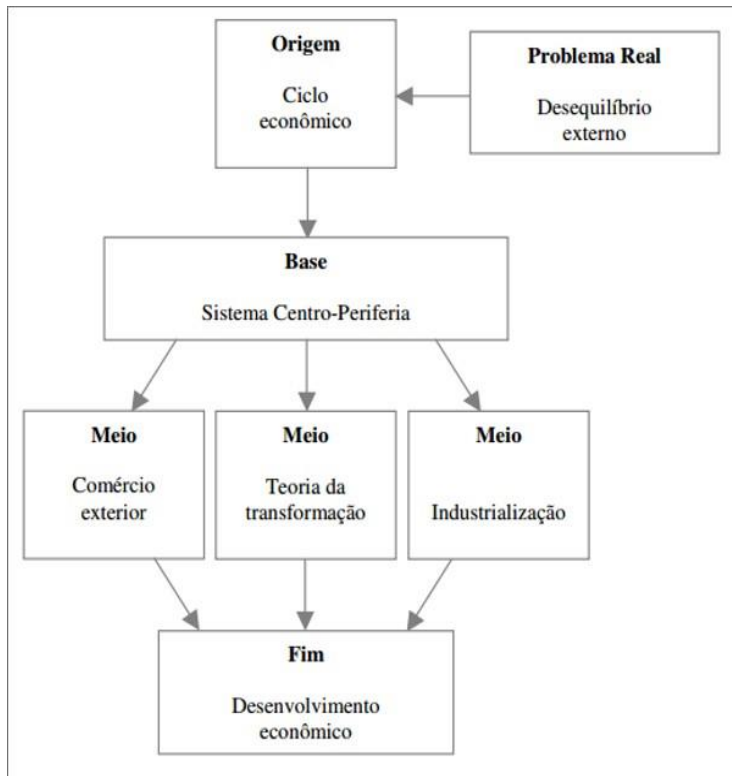 Origem
Ciclo
econômico
Problema Real
Desequilíbrio
externo
Base
Sistema Centro-Periferia
Meio
Comércio
exterior
Meio
Teoria da
transformação
Meio
Industrialização
Fim
Desenvolvimento
econômico